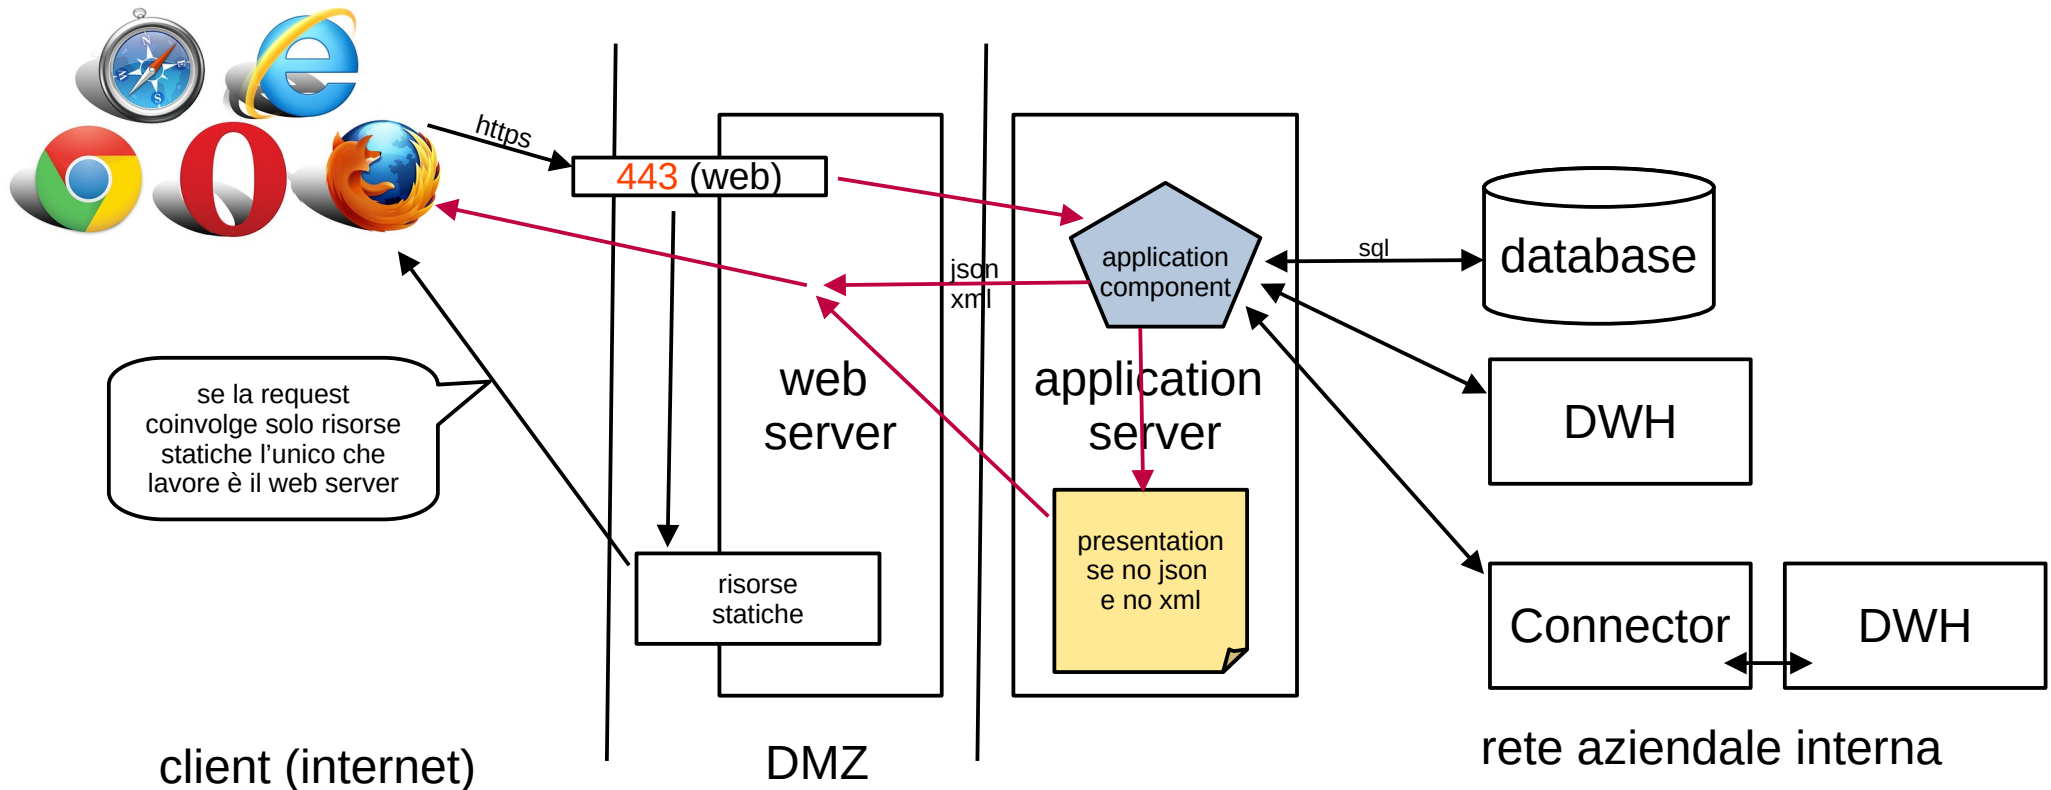 https
443 (web)
json
xml
application
component
sql
database
web
server
application
server
DWH
se la request
coinvolge solo risorse
statiche l’unico che
lavore è il web server
presentation
se no json
e no xml
risorse
statiche
Connector
DWH
client (internet)
DMZ
rete aziendale interna